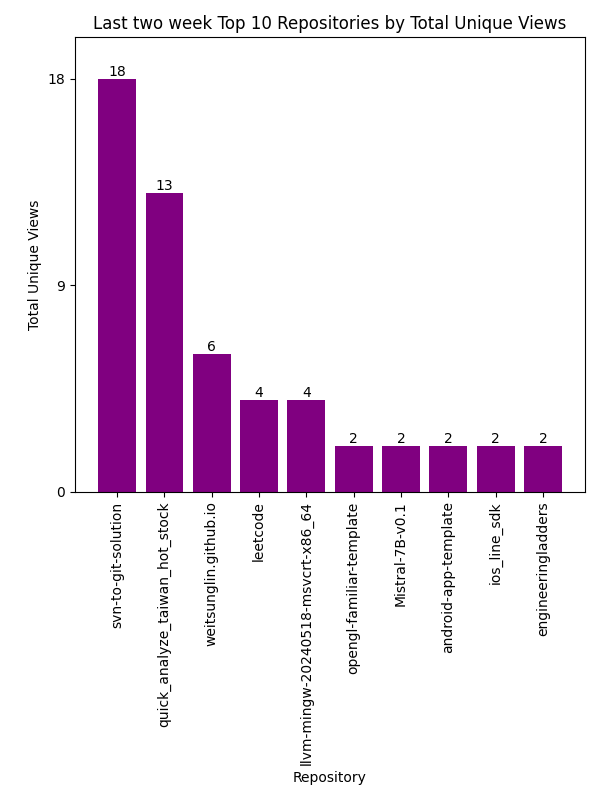 Last two week Top 10 Repositories by Total Unique Views
Total Unique Views
18
9
0
18
13
6
4
4
2
2
2
2
2
svn-to-git-solution
quick_analyze_taiwan_hot_stock
weitsunglin.github.io
leetcode
llvm-mingw-20240518-msvcrt-x86_64
opengl-familiar-template
Mistral-7B-v0.1
android-app-template
ios_line_sdk
engineeringladders
Repository